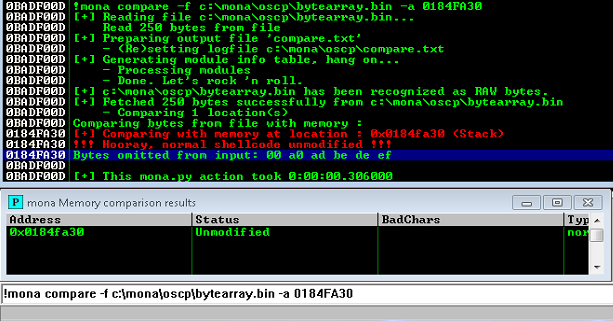 0BADF00D !mona compare -f c:\mona\oscp\bytearray.bin -a 0184FA30
0BADF00D [+] Reading file c:\mona\oscp\bytearray.bin...
0BADF00D Read 250 bytes from file
0BADF00D [+] Preparing output file 'compare.txt'
0BADF00D - (Re)setting logfile c:\mona\oscp\compare.txt
0BADF00D [+] Generating module info table, hang on...
0BADF00D - Processing modules
0BADF00D - Done. Let's rock 'n roll.
0BADF00D [+] c:\mona\oscp\bytearray.bin has been recognized as RAW bytes.
0BADF00D [+] Fetched 250 bytes successfully from c:\mona\oscp\bytearray.bin
0BADF00D - Comparing 1 location(s)
0BADF00D Comparing bytes from file with memory :
0184FA30 [+] Comparing with memory at location : 0x0184fa30 (Stack)
0184FA30 !!! Hooray, normal shellcode unmodified !!!
0184FA30 Bytes omitted from input: 00 a0 ad be de ef
0BADF00D
0BADF00D [+] This mona.py action took 0:00:00.306000
P mona Memory comparison results
Address Status BadChars Typ
0x0184fa30 Unmodified nor
!mona compare -f c:\mona\oscp\bytearray.bin -a 0184FA30